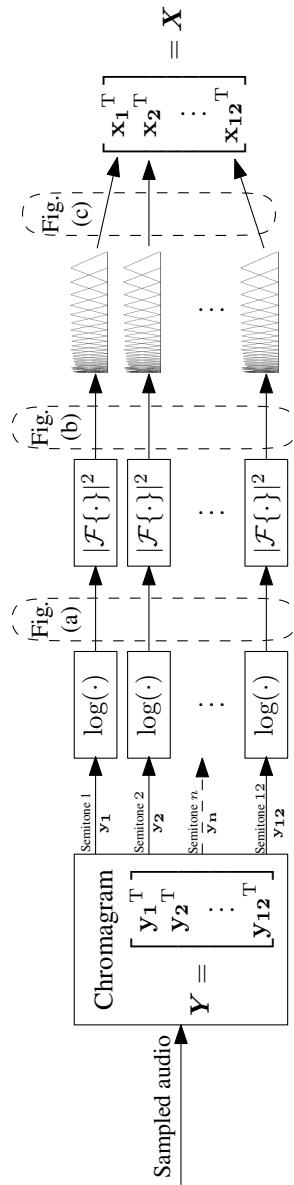 Sampled audio
Chromagram
Y =
y₁ᵀ
y₂ᵀ
⋯
y₁₂ᵀ
Semitone 1
y₁
Semitone 2
y₂
Semitone n
yₙ
Semitone 12
y₁₂
log(·)
log(·)
⋯
log(·)
Fig.
(a)
|ℱ{·}|²
|ℱ{·}|²
⋯
|ℱ{·}|²
Fig.
(b)
⋯
Fig.
(c)
x₁ᵀ
x₂ᵀ
⋯
x₁₂ᵀ
= X